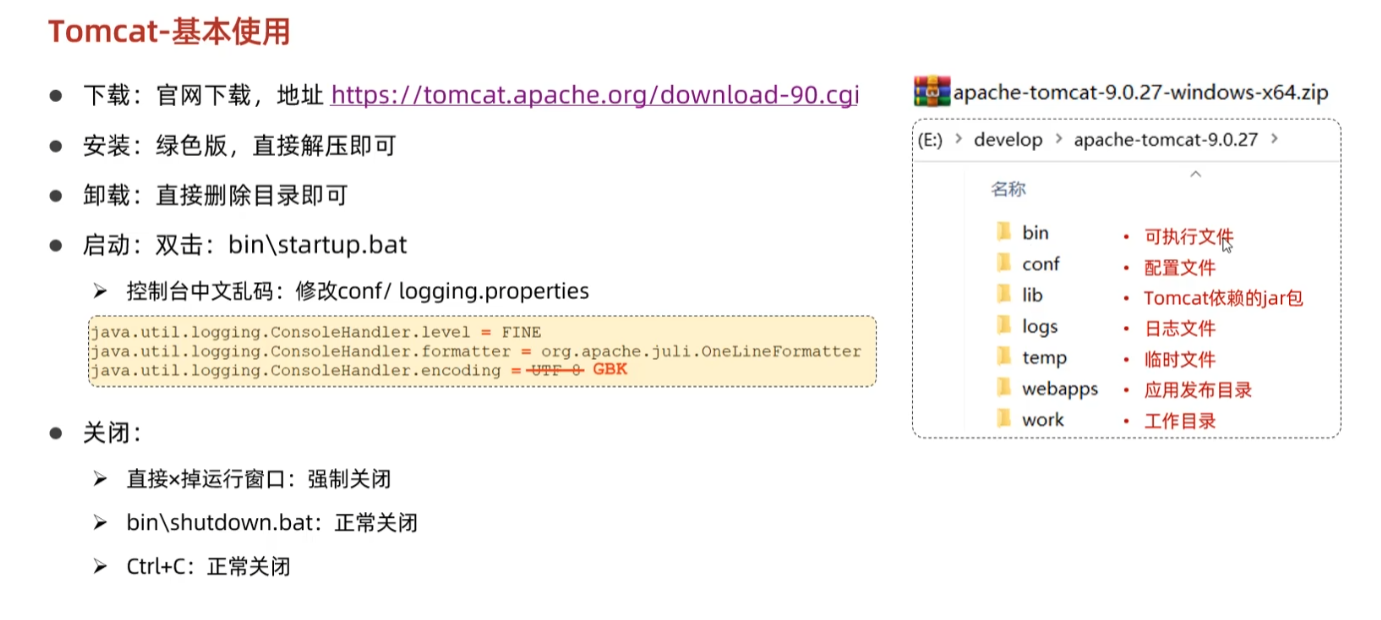 Tomcat-基本使用
● 下载：官网下载，地址 https://tomcat.apache.org/download-90.cgi
● 安装：绿色版，直接解压即可
● 卸载：直接删除目录即可
● 启动：双击：bin\startup.bat
➢ 控制台中文乱码：修改conf/ logging.properties
java.util.logging.ConsoleHandler.level = FINE
java.util.logging.ConsoleHandler.formatter = org.apache.juli.OneLineFormatter
java.util.logging.ConsoleHandler.encoding = UTF-8 GBK
● 关闭：
➢ 直接×掉运行窗口：强制关闭
➢ bin\shutdown.bat：正常关闭
➢ Ctrl+C：正常关闭
apache-tomcat-9.0.27-windows-x64.zip
(E:) > develop > apache-tomcat-9.0.27 >
名称
bin • 可执行文件
conf • 配置文件
lib • Tomcat依赖的jar包
logs • 日志文件
temp • 临时文件
webapps • 应用发布目录
work • 工作目录